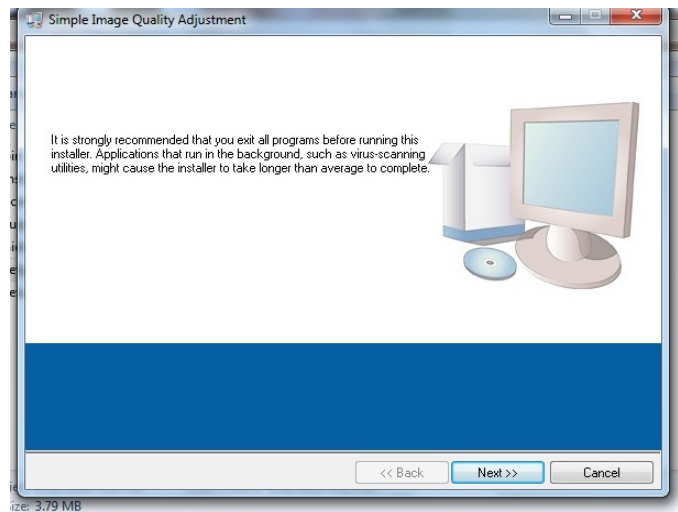 Simple Image Quality Adjustment
It is strongly recommended that you exit all programs before running this
installer. Applications that run in the background, such as virus-scanning
utilities, might cause the installer to take longer than average to complete.
<< Back
Next >>
Cancel
size: 3.79 MB